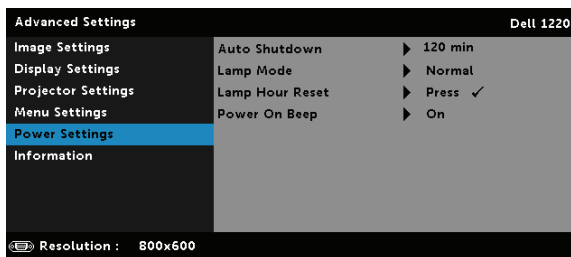 Advanced Settings Dell 1220
Image Settings
Display Settings
Projector Settings
Menu Settings
Power Settings
Information
Auto Shutdown 120 min
Lamp Mode Normal
Lamp Hour Reset Press ✓
Power On Beep On
Resolution : 800x600